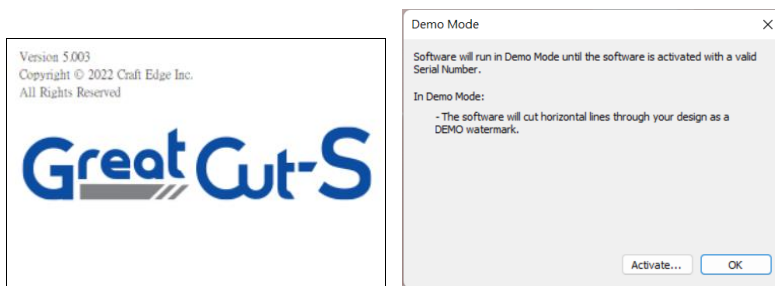 Version 5.003
Copyright © 2022 Craft Edge Inc.
All Rights Reserved
Great Cut-S
Demo Mode
Software will run in Demo Mode until the software is activated with a valid
Serial Number.
In Demo Mode:
- The software will cut horizontal lines through your design as a
DEMO watermark.
Activate...
OK